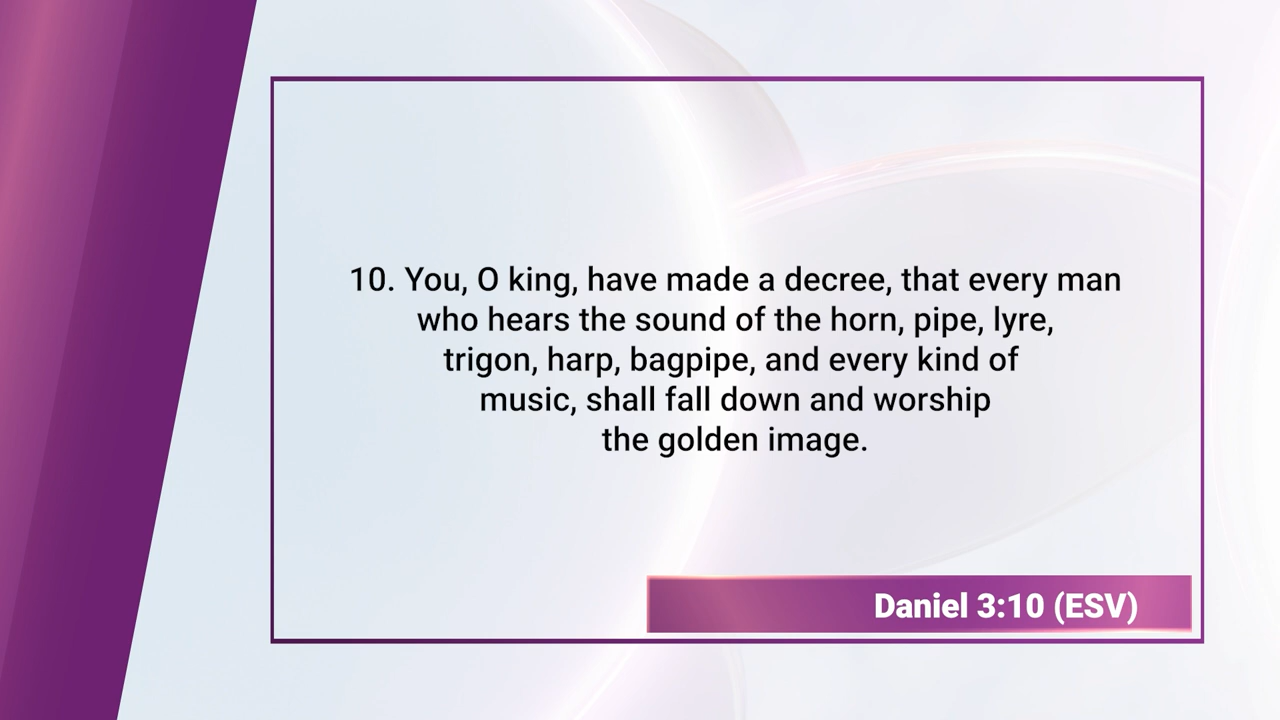 10. You, O king, have made a decree, that every man
who hears the sound of the horn, pipe, lyre,
trigon, harp, bagpipe, and every kind of
music, shall fall down and worship
the golden image.
Daniel 3:10 (ESV)